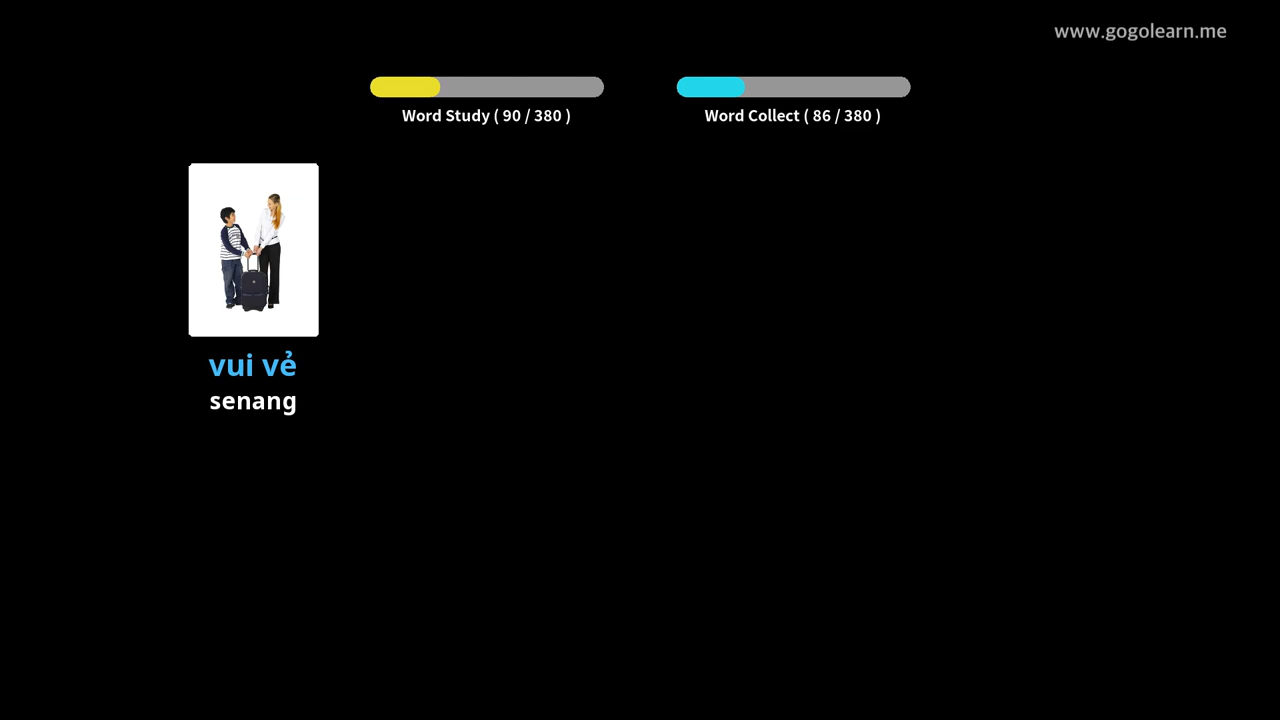 www.gogolearn.me
Word Study ( 90 / 380 )
Word Collect ( 86 / 380 )
vui vẻ
senang